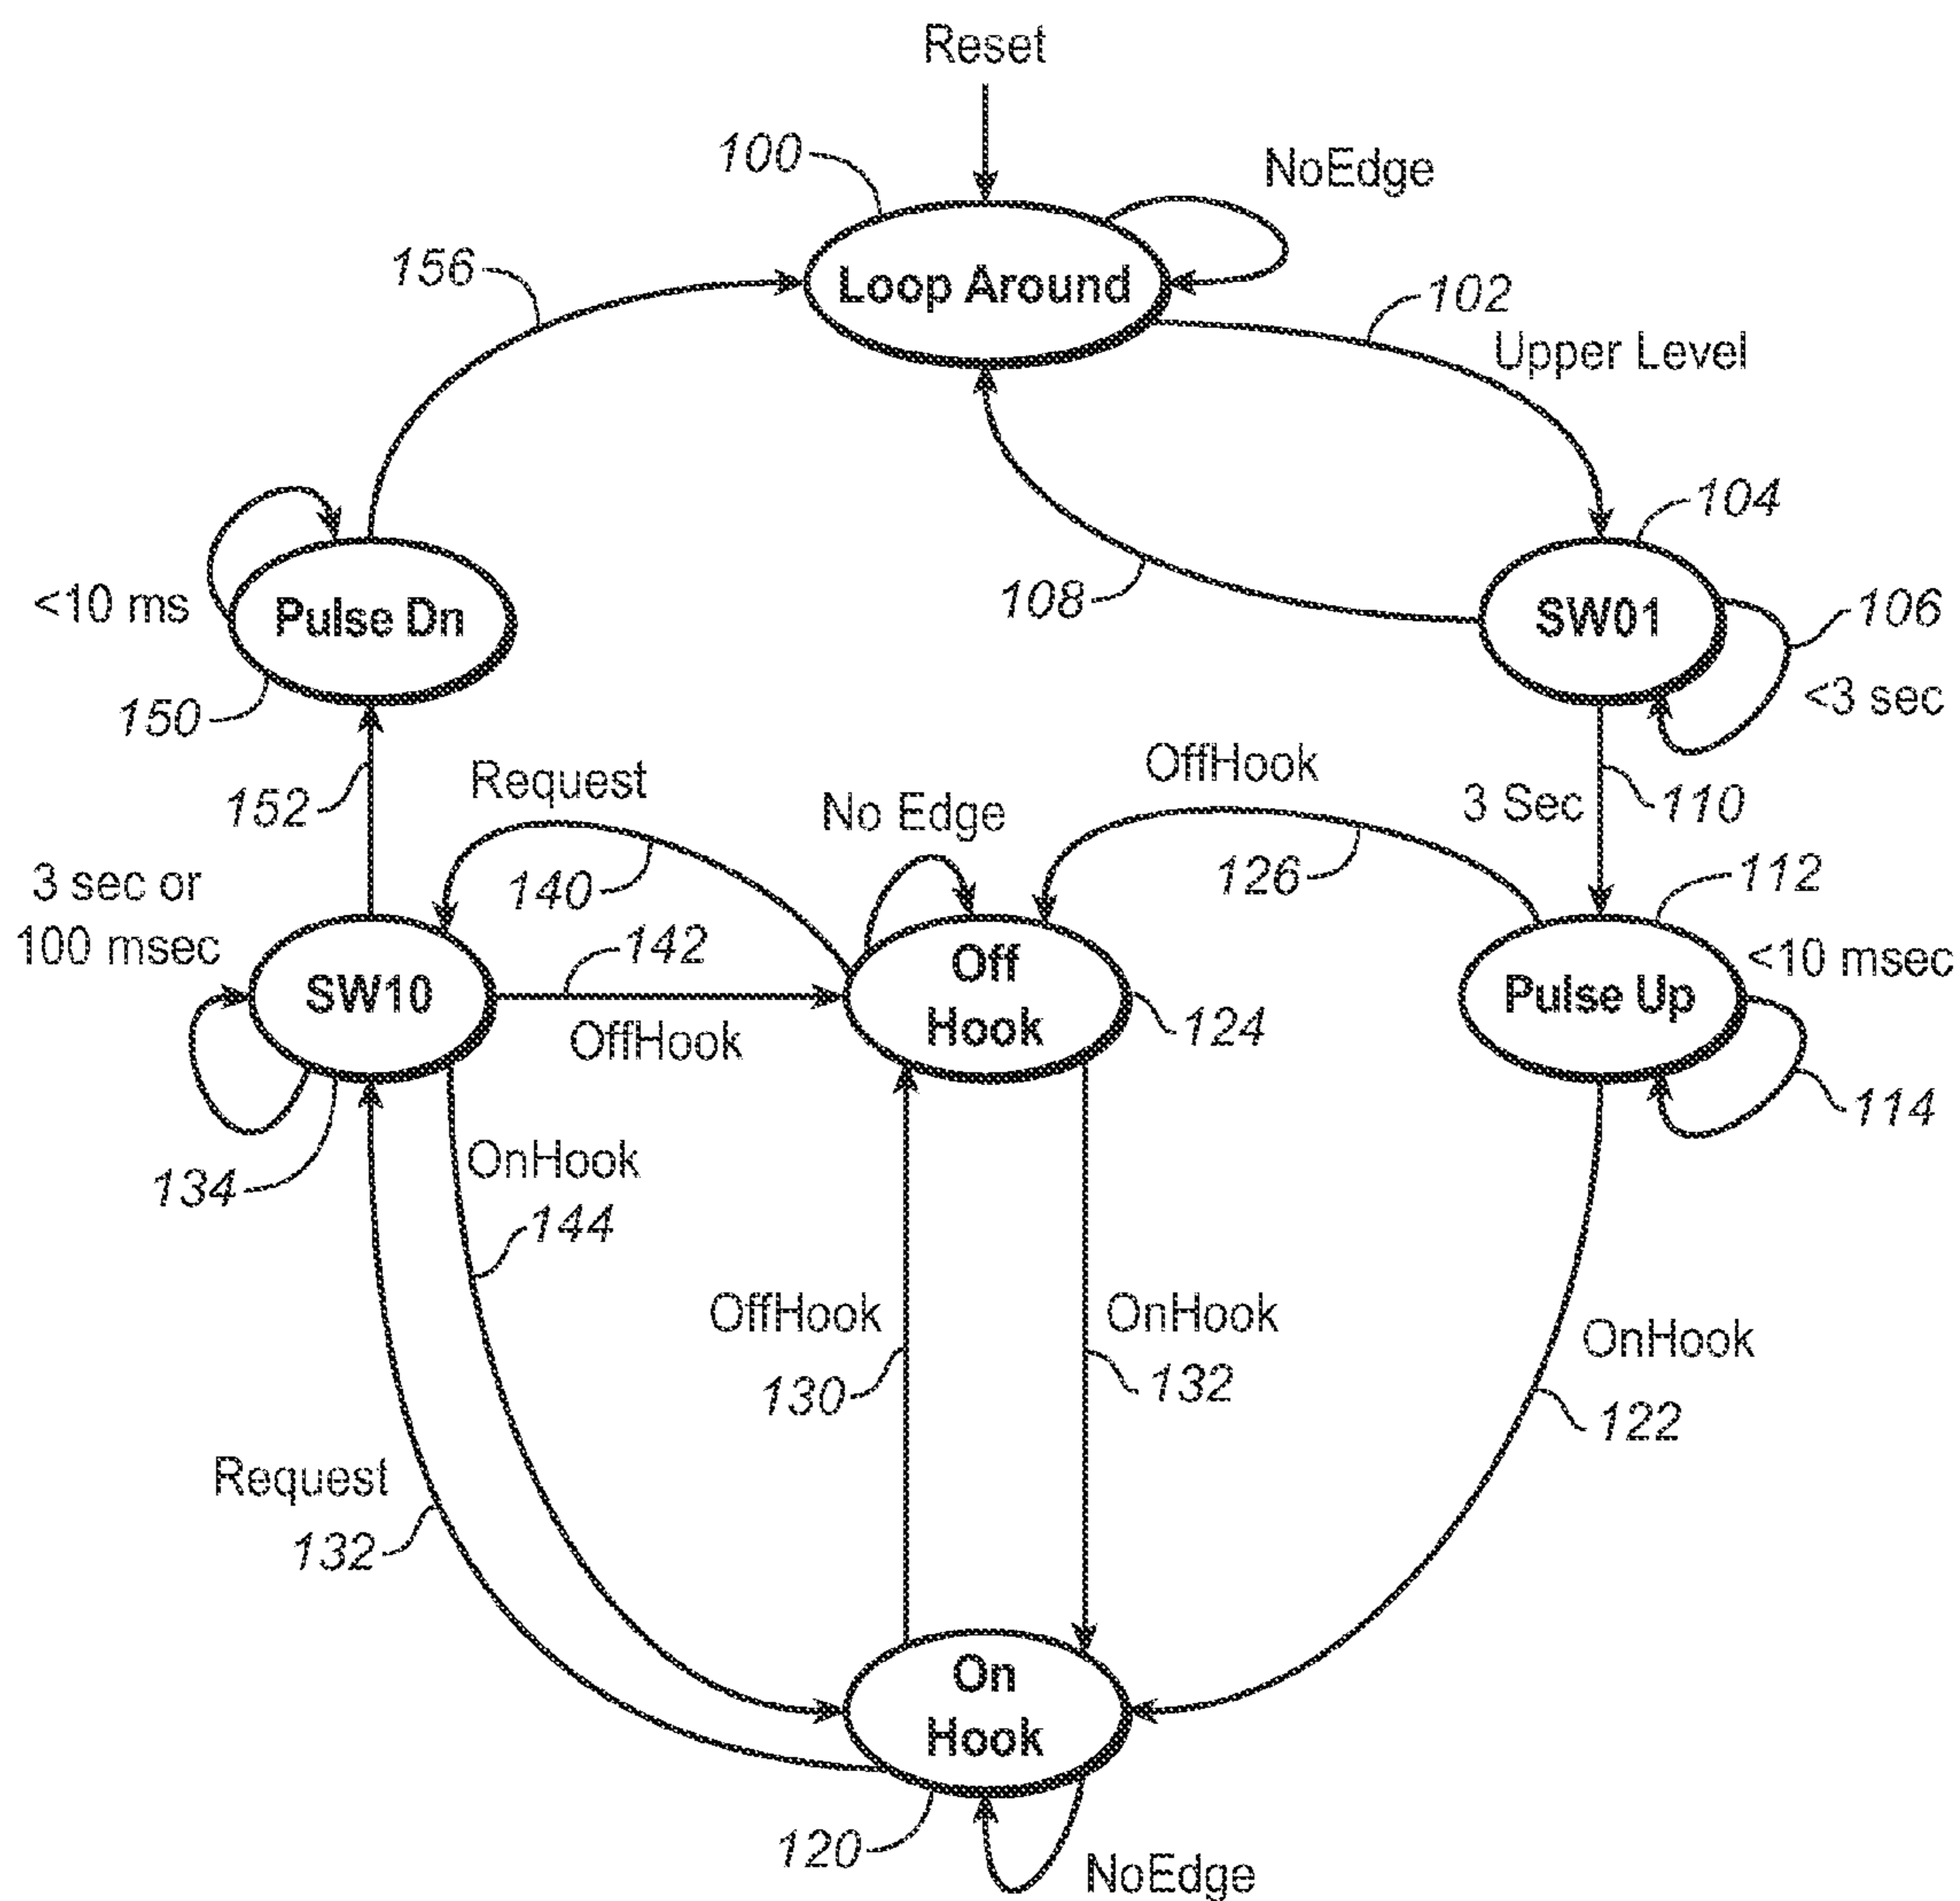 Reset
100
NoEdge
Loop Around
156
102
Upper Level
104
108
SW01
106
<3 sec
<10 ms
Pulse Dn
150
152
Request
No Edge
OffHook
3 Sec
110
140
126
112
3 sec or
100 msec
SW10
142
OffHook
Off
Hook
124
<10 msec
Pulse Up
114
134
OnHook
144
OffHook
130
OnHook
132
OnHook
122
Request
132
On
Hook
120
NoEdge